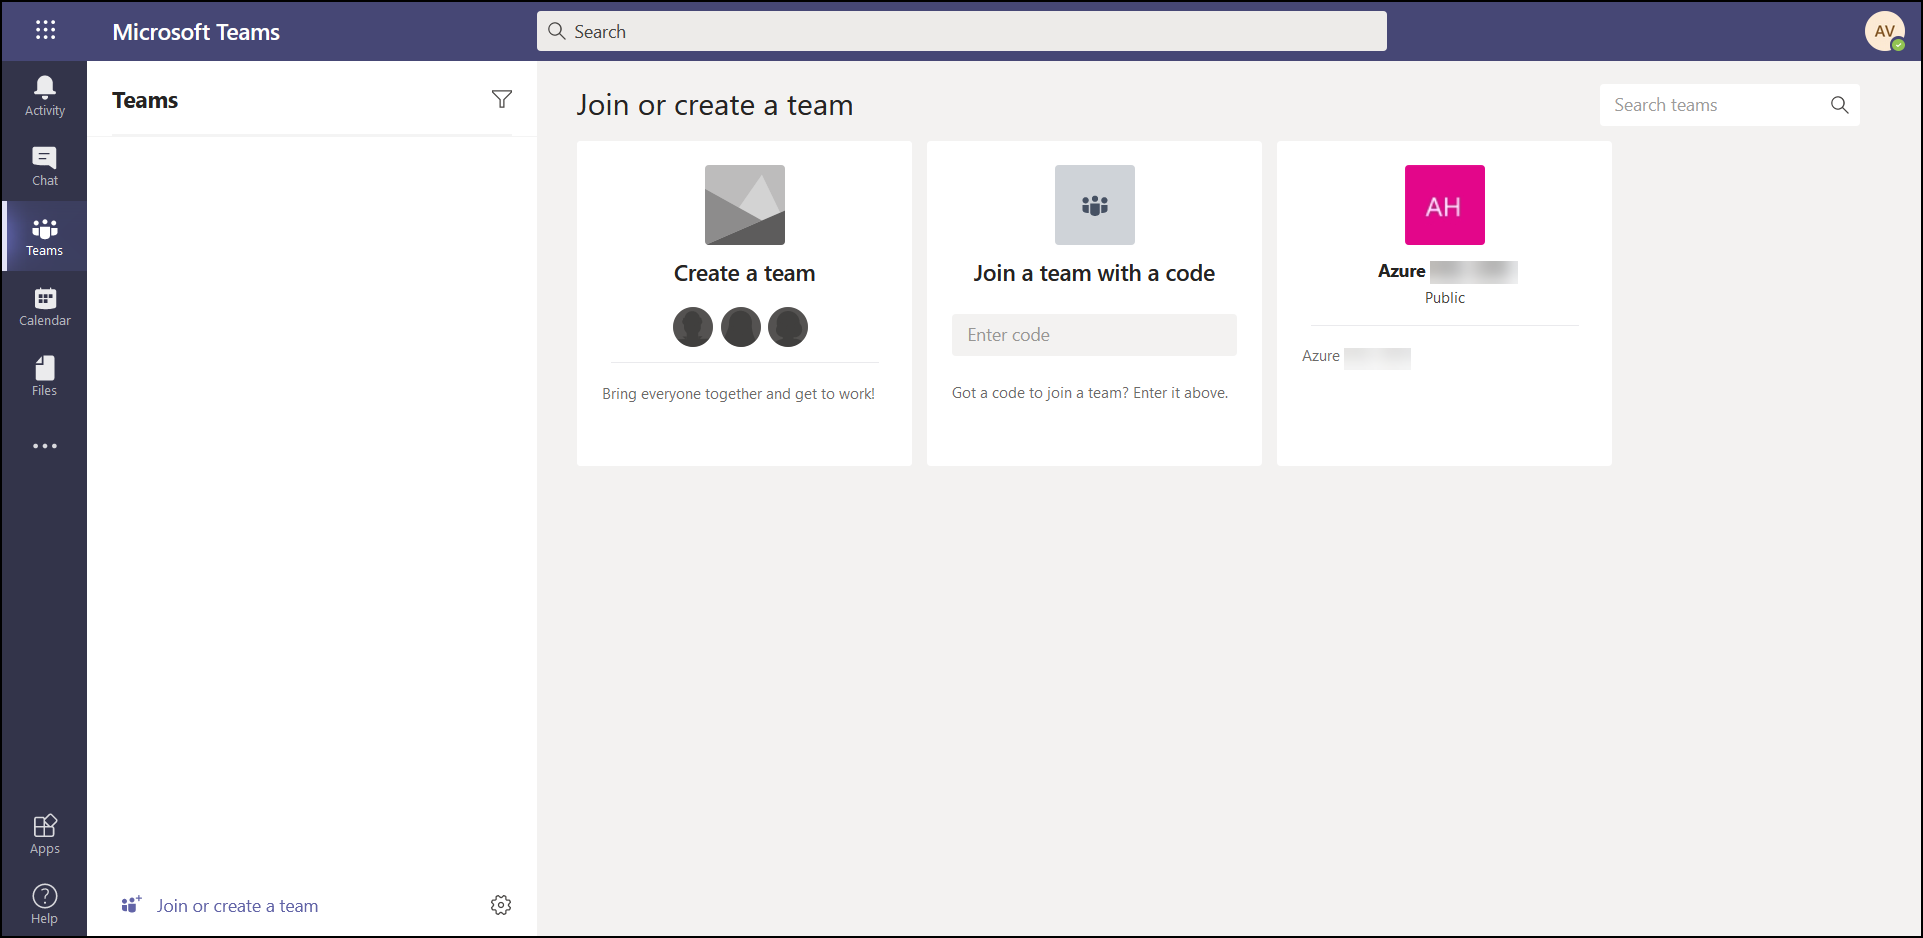 Microsoft Teams
Search
AV
Activity
Chat
Teams
Calendar
Files
Apps
Help
Teams
Join or create a team
Join or create a team
Search teams
Create a team
Bring everyone together and get to work!
Join a team with a code
Enter code
Got a code to join a team? Enter it above.
AH
Azure
Public
Azure